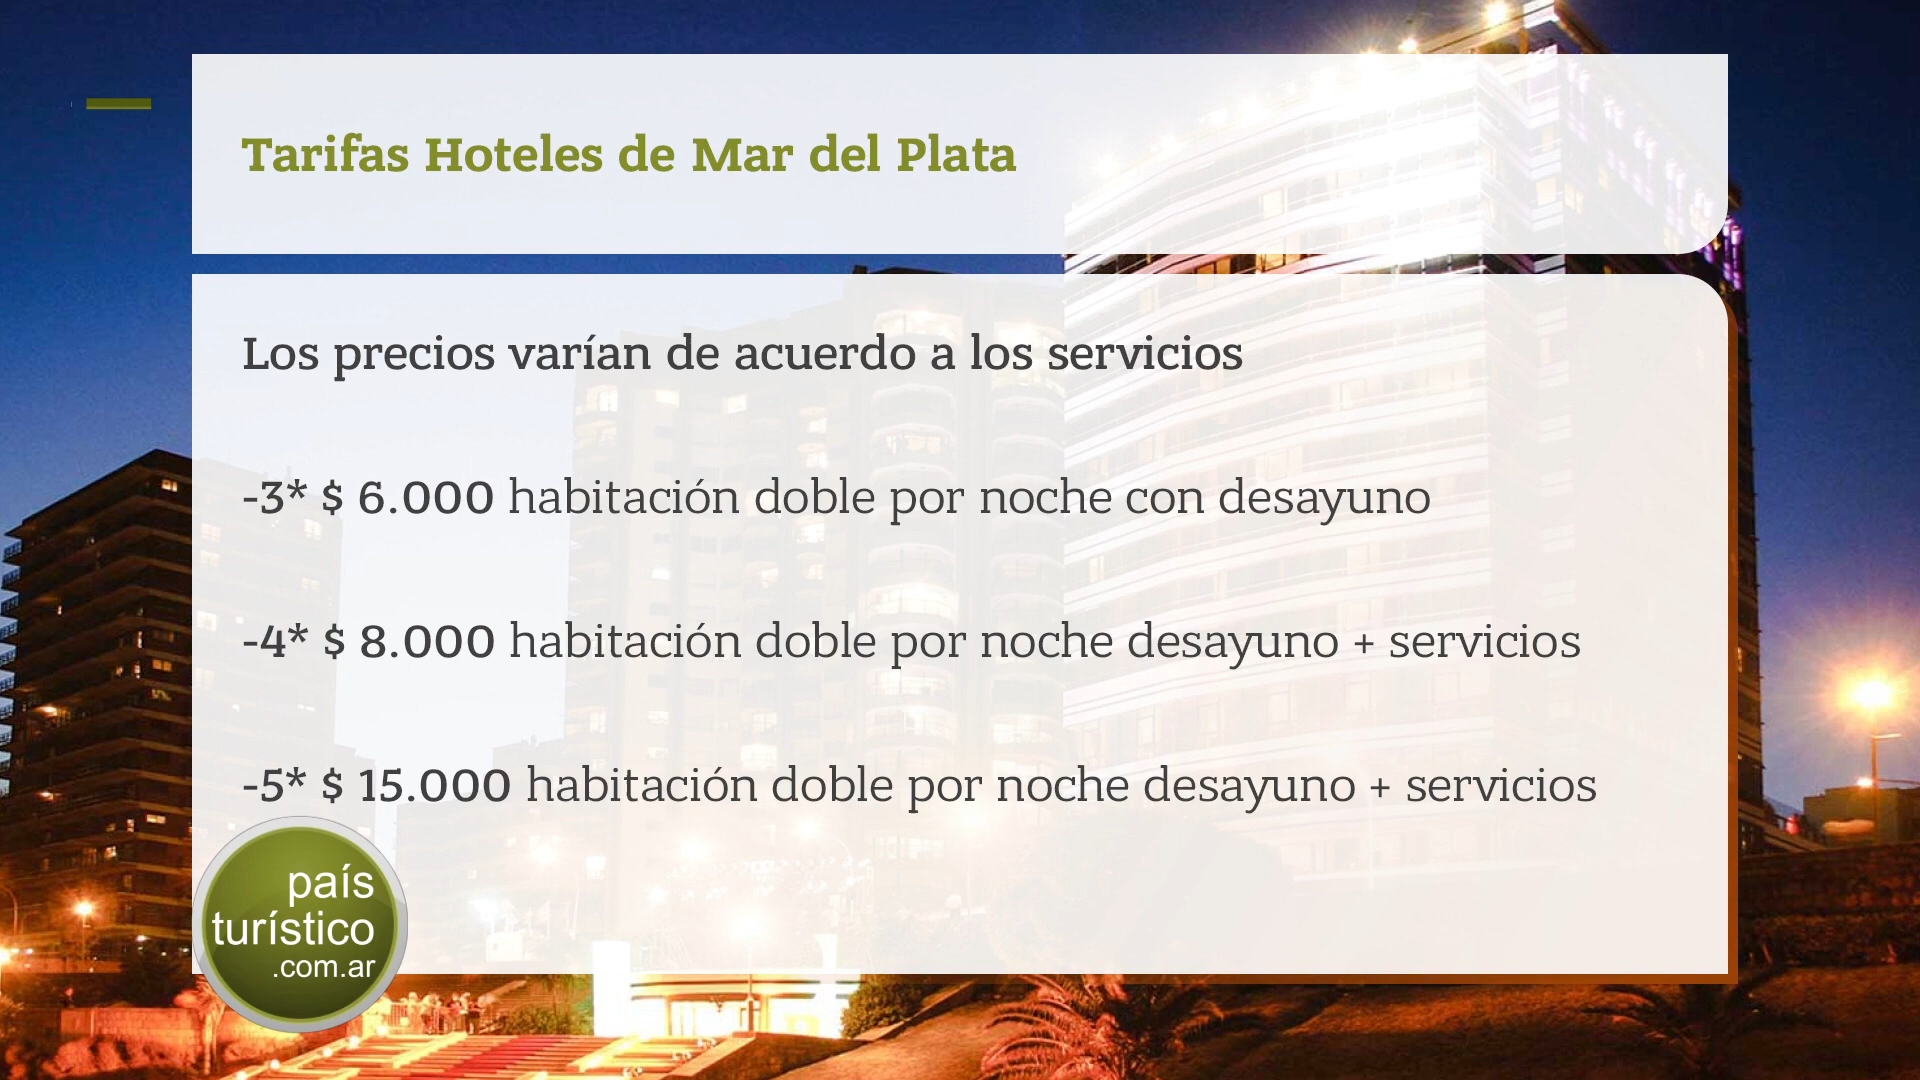 Tarifas Hoteles de Mar del Plata
Los precios varían de acuerdo a los servicios
-3* $ 6.000 habitación doble por noche con desayuno
-4* $ 8.000 habitación doble por noche desayuno + servicios
-5* $ 15.000 habitación doble por noche desayuno + servicios
país
turístico
.com.ar